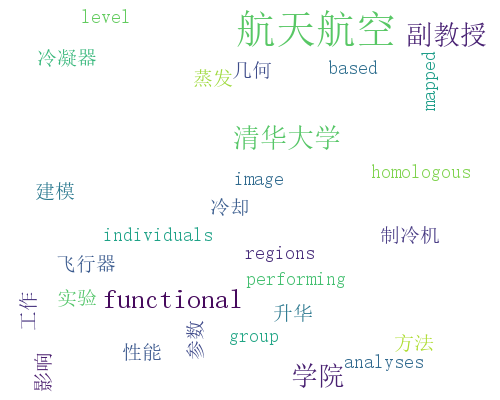 level
航天航空
副教授
冷凝器
蒸发
几何
based
mapped
清华大学
homologous
建模
image
冷却
individuals
制冷机
regions
飞行器
performing
实验
functional
工作
升华
参数
group
方法
性能
影响
学院
analyses